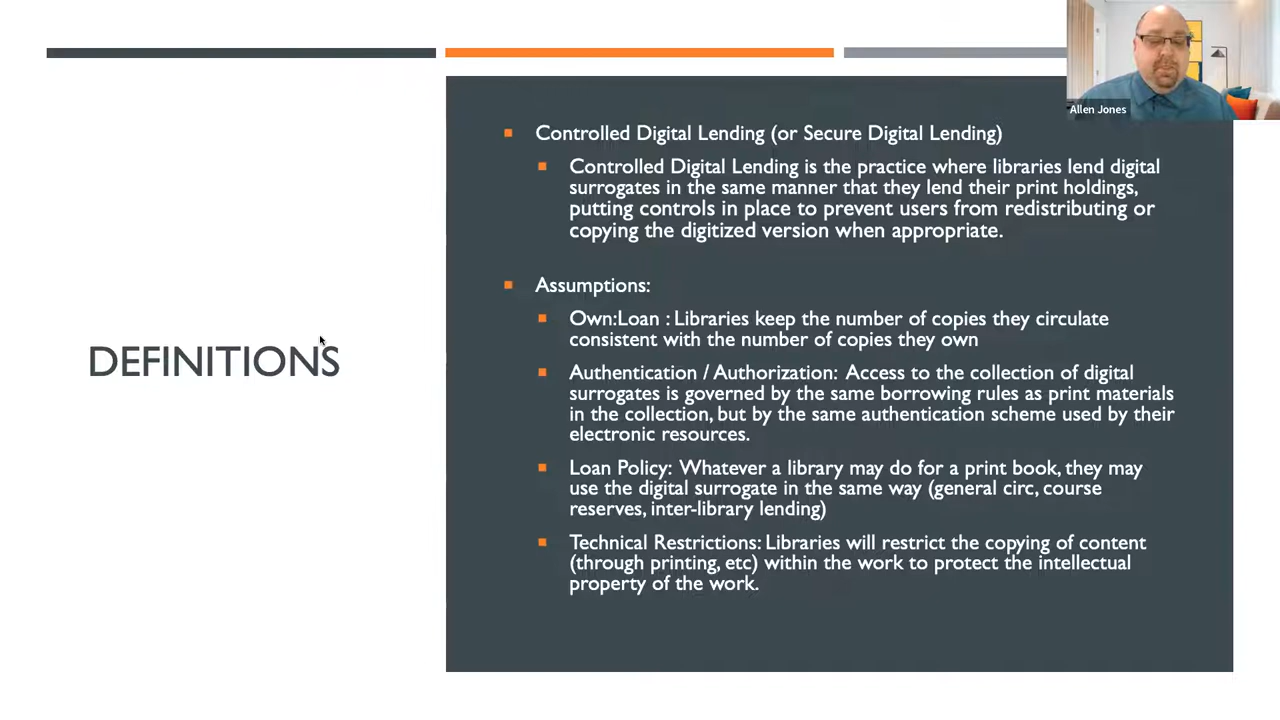 Allen Jones
DEFINITIONS
Controlled Digital Lending (or Secure Digital Lending)
Controlled Digital Lending is the practice where libraries lend digital
surrogates in the same manner that they lend their print holdings,
putting controls in place to prevent users from redistributing or
copying the digitized version when appropriate.
Assumptions:
Own:Loan : Libraries keep the number of copies they circulate
consistent with the number of copies they own
Authentication / Authorization: Access to the collection of digital
surrogates is governed by the same borrowing rules as print materials
in the collection, but by the same authentication scheme used by their
electronic resources.
Loan Policy: Whatever a library may do for a print book, they may
use the digital surrogate in the same way (general circ, course
reserves, inter-library lending)
Technical Restrictions: Libraries will restrict the copying of content
(through printing, etc) within the work to protect the intellectual
property of the work.